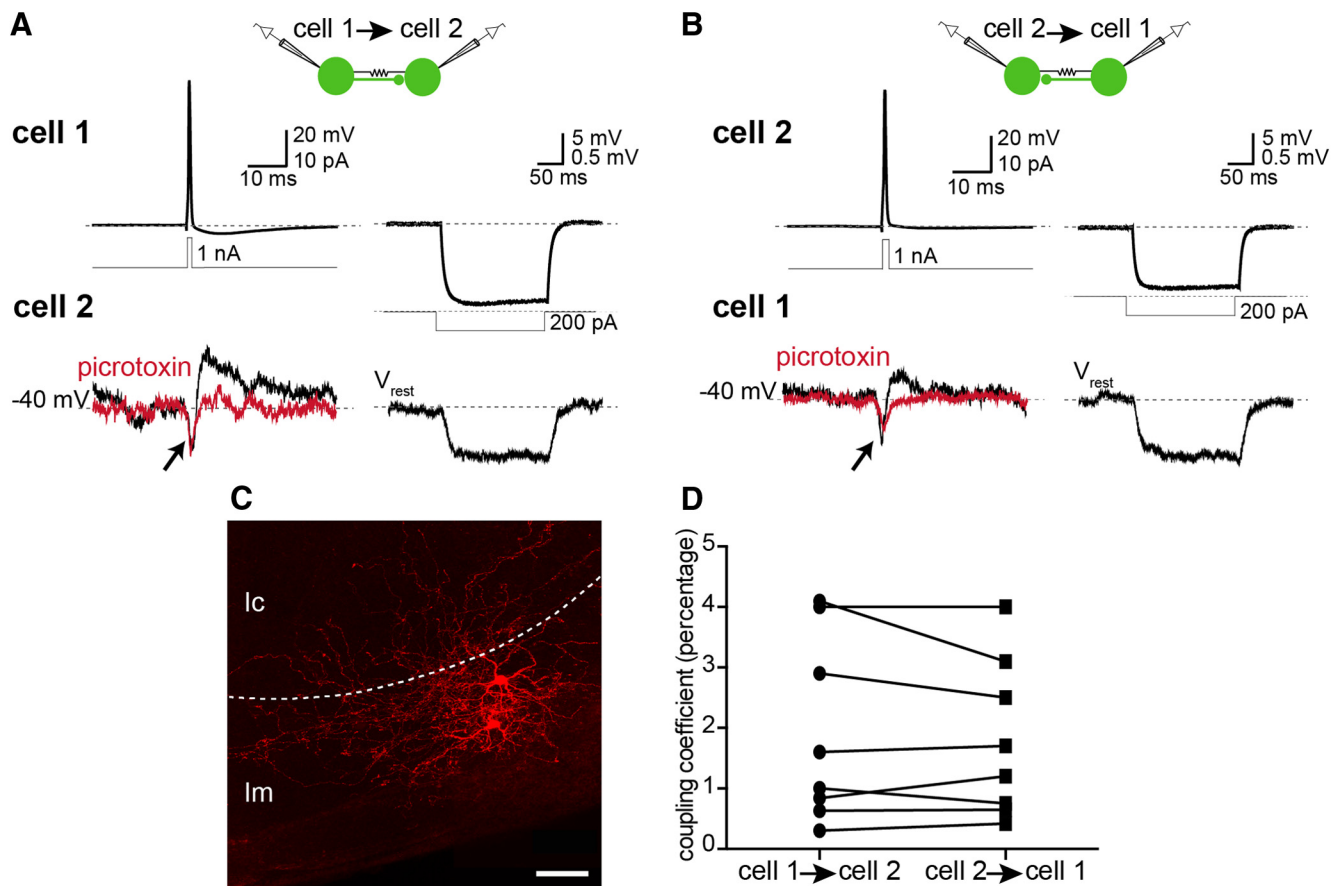 A
cell 1 → cell 2
cell 1
20 mV
10 pA
10 ms
5 mV
0.5 mV
50 ms
1 nA
200 pA
cell 2
picrotoxin
-40 mV
Vrest
B
cell 2 → cell 1
cell 2
20 mV
10 pA
10 ms
5 mV
0.5 mV
50 ms
1 nA
200 pA
cell 1
picrotoxin
-40 mV
Vrest
C
Ic
Im
D
coupling coefficient (percentage)
5
4
3
2
1
0
cell 1 → cell 2
cell 2 → cell 1